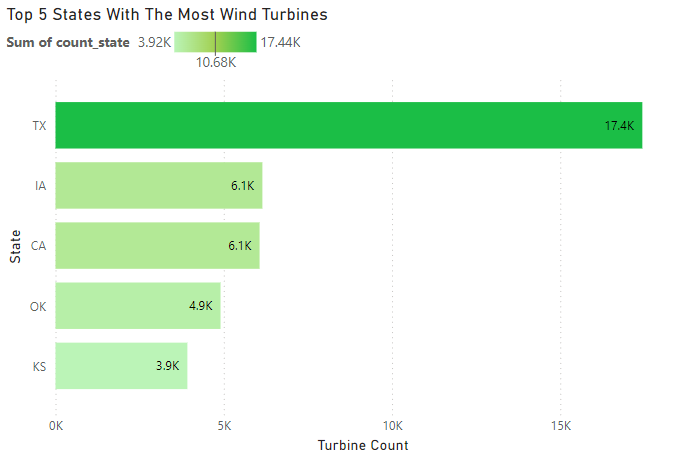 Top 5 States With The Most Wind Turbines
Sum of count_state 3.92K 17.44K
10.68K
TX 17.4K
IA 6.1K
CA 6.1K
OK 4.9K
KS 3.9K
State
0K 5K 10K 15K
Turbine Count